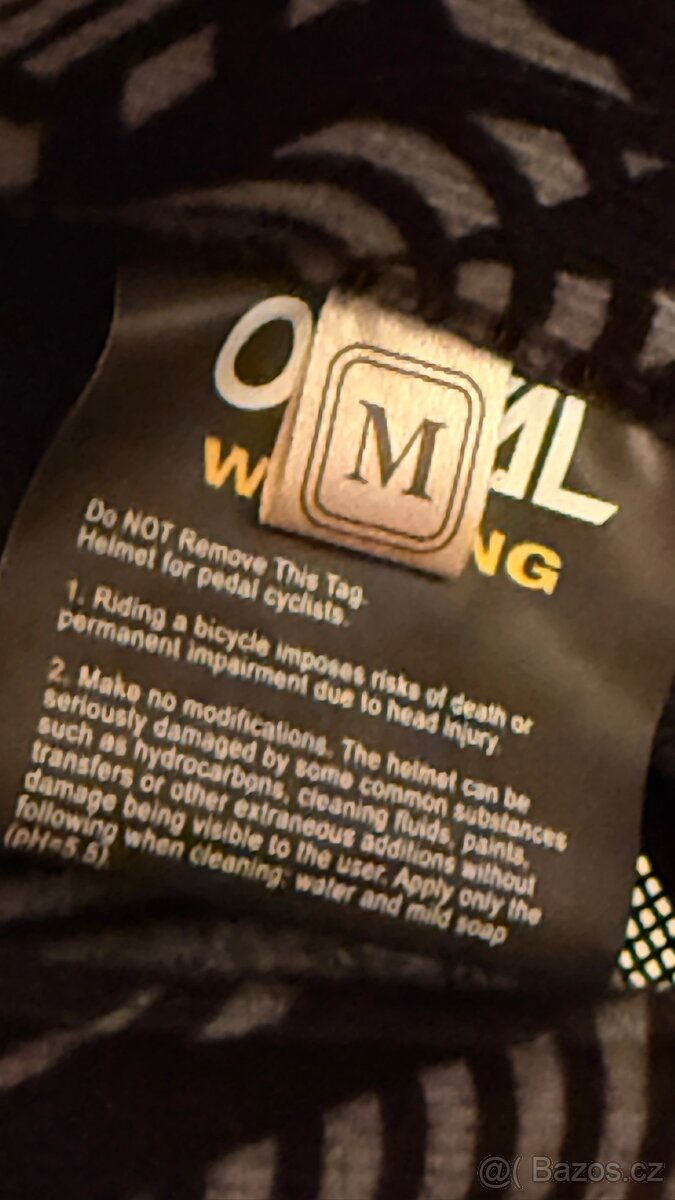 O AL
M
W NG
Do NOT Remove This Tag.
Helmet for pedal cyclists.
1. Riding a bicycle imposes risks of death or
permanent impairment due to head injury.
2. Make no modifications. The helmet can be
seriously damaged by some common substances
such as hydrocarbons, cleaning fluids, paints,
transfers or other extraneous additions without
damage being visible to the user. Apply only the
following when cleaning: water and mild soap
(pH=5.5).
@( Bazos.cz